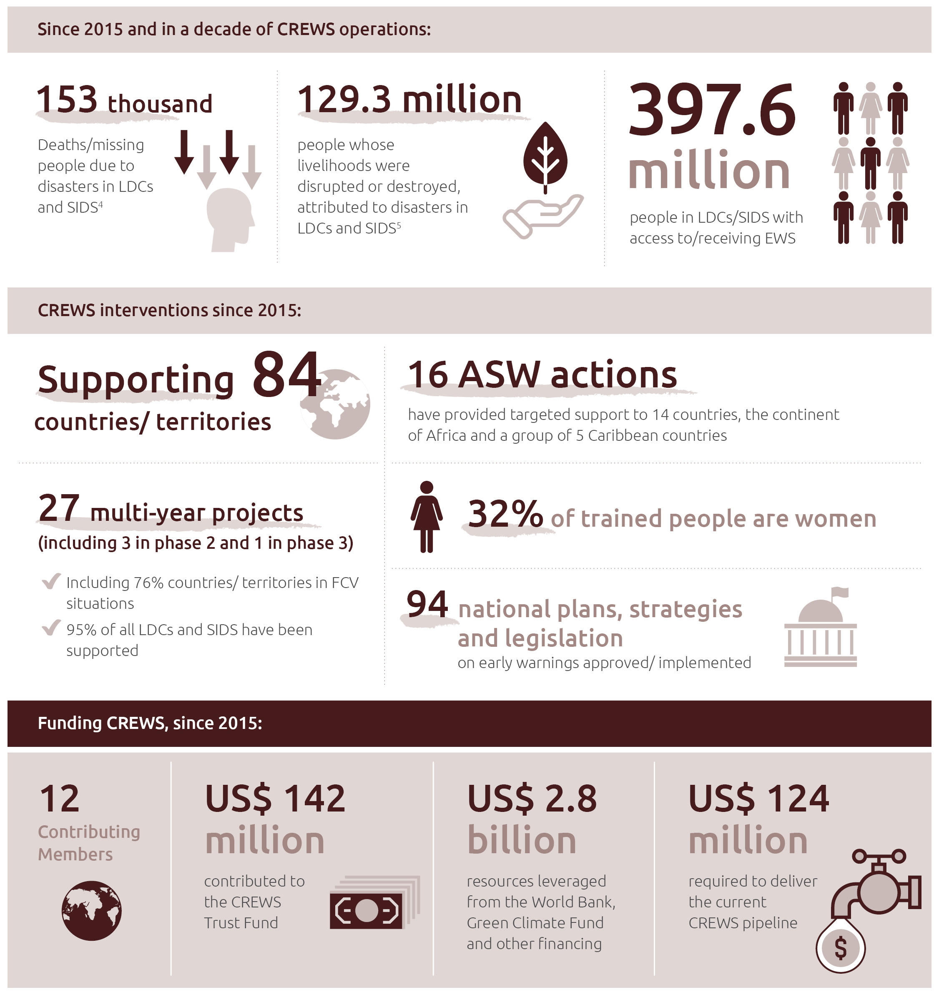 Since 2015 and in a decade of CREWS operations:
153 thousand
Deaths/missing
people due to
disasters in LDCs
and SIDS4
129.3 million
people whose
livelihoods were
disrupted or destroyed,
attributed to disasters in
LDCs and SIDS5
397.6
million
people in LDCs/SIDS with
access to/receiving EWS
CREWS interventions since 2015:
Supporting 84
countries/ territories
16 ASW actions
have provided targeted support to 14 countries, the continent
of Africa and a group of 5 Caribbean countries
27 multi-year projects
(including 3 in phase 2 and 1 in phase 3)
Including 76% countries/ territories in FCV
situations
95% of all LDCs and SIDS have been
supported
32% of trained people are women
94 national plans, strategies
and legislation
on early warnings approved/ implemented
Funding CREWS, since 2015:
12
Contributing
Members
US$ 142
million
contributed to
the CREWS
Trust Fund
US$ 2.8
billion
resources leveraged
from the World Bank,
Green Climate Fund
and other financing
US$ 124
million
required to deliver
the current
CREWS pipeline
$